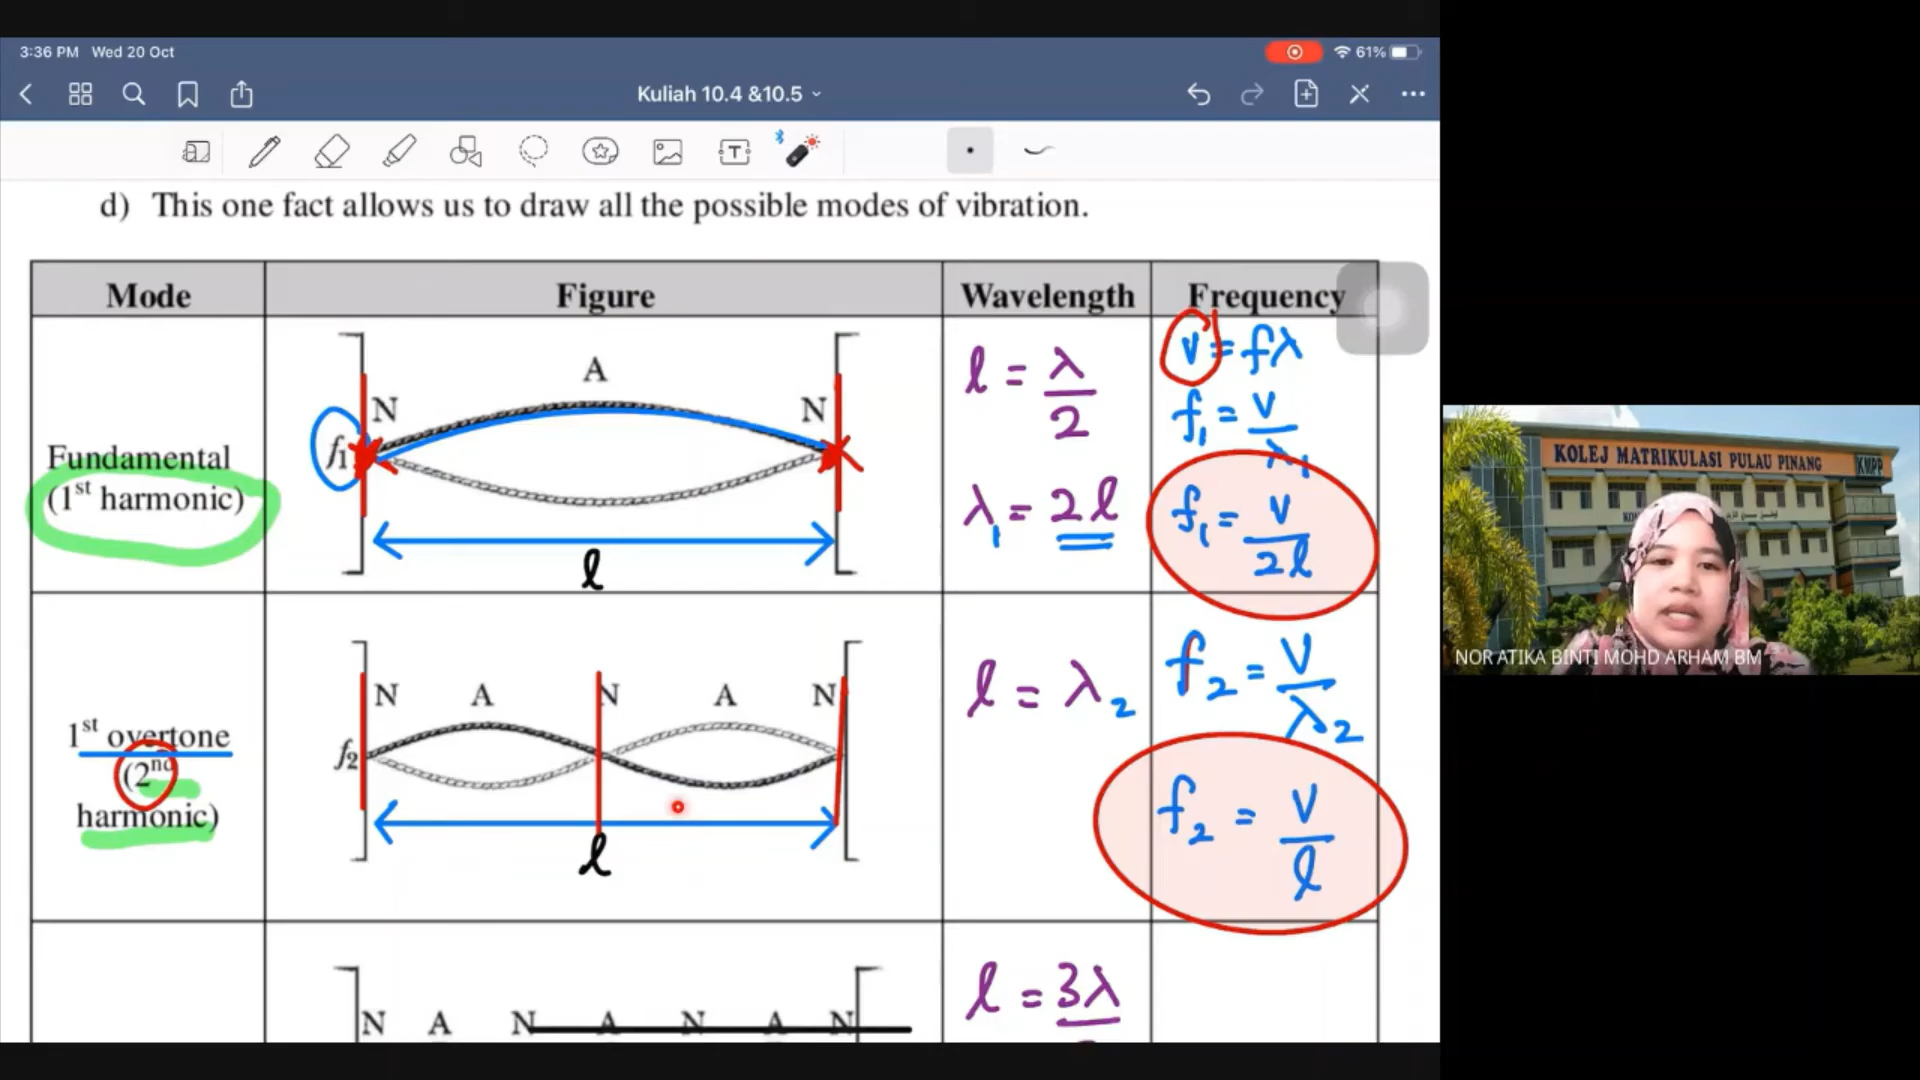 3:36 PM Wed 20 Oct
61%
Kuliah 10.4 &10.5
T
d) This one fact allows us to draw all the possible modes of vibration.
Mode Figure Wavelength Frequency
Fundamental
(1st harmonic)
A
N N
f1
l
l = λ/2
λ1 = 2l
v = fλ
f1 = v/λ1
f1 = v/2l
1st overtone
(2nd
harmonic)
N A N A N
f2
l
l = λ2
f2 = v/λ2
f2 = v/l
N A N A N A N
l = 3λ
KOLEJ MATRIKULASI PULAU PINANG
KMPP
NOR ATIKA BINTI MOHD ARHAM BM